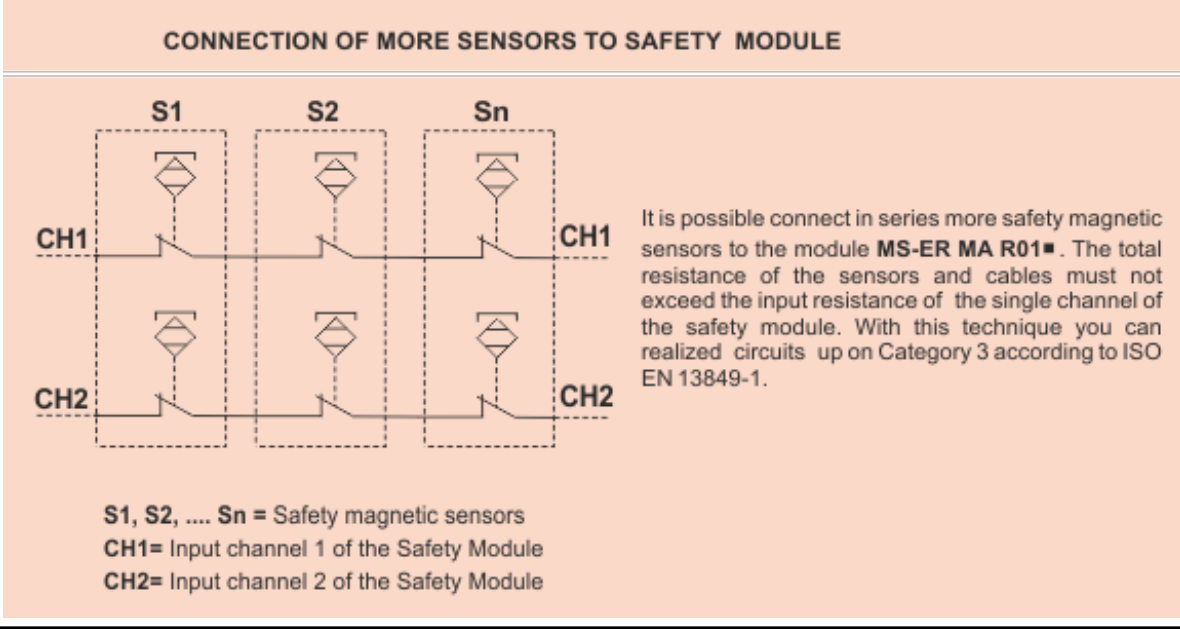 CONNECTION OF MORE SENSORS TO SAFETY MODULE
S1 S2 Sn
CH1 CH1
CH2 CH2
It is possible connect in series more safety magnetic
sensors to the module MS-ER MA R01■ . The total
resistance of the sensors and cables must not
exceed the input resistance of the single channel of
the safety module. With this technique you can
realized circuits up on Category 3 according to ISO
EN 13849-1.
S1, S2, .... Sn = Safety magnetic sensors
CH1= Input channel 1 of the Safety Module
CH2= Input channel 2 of the Safety Module